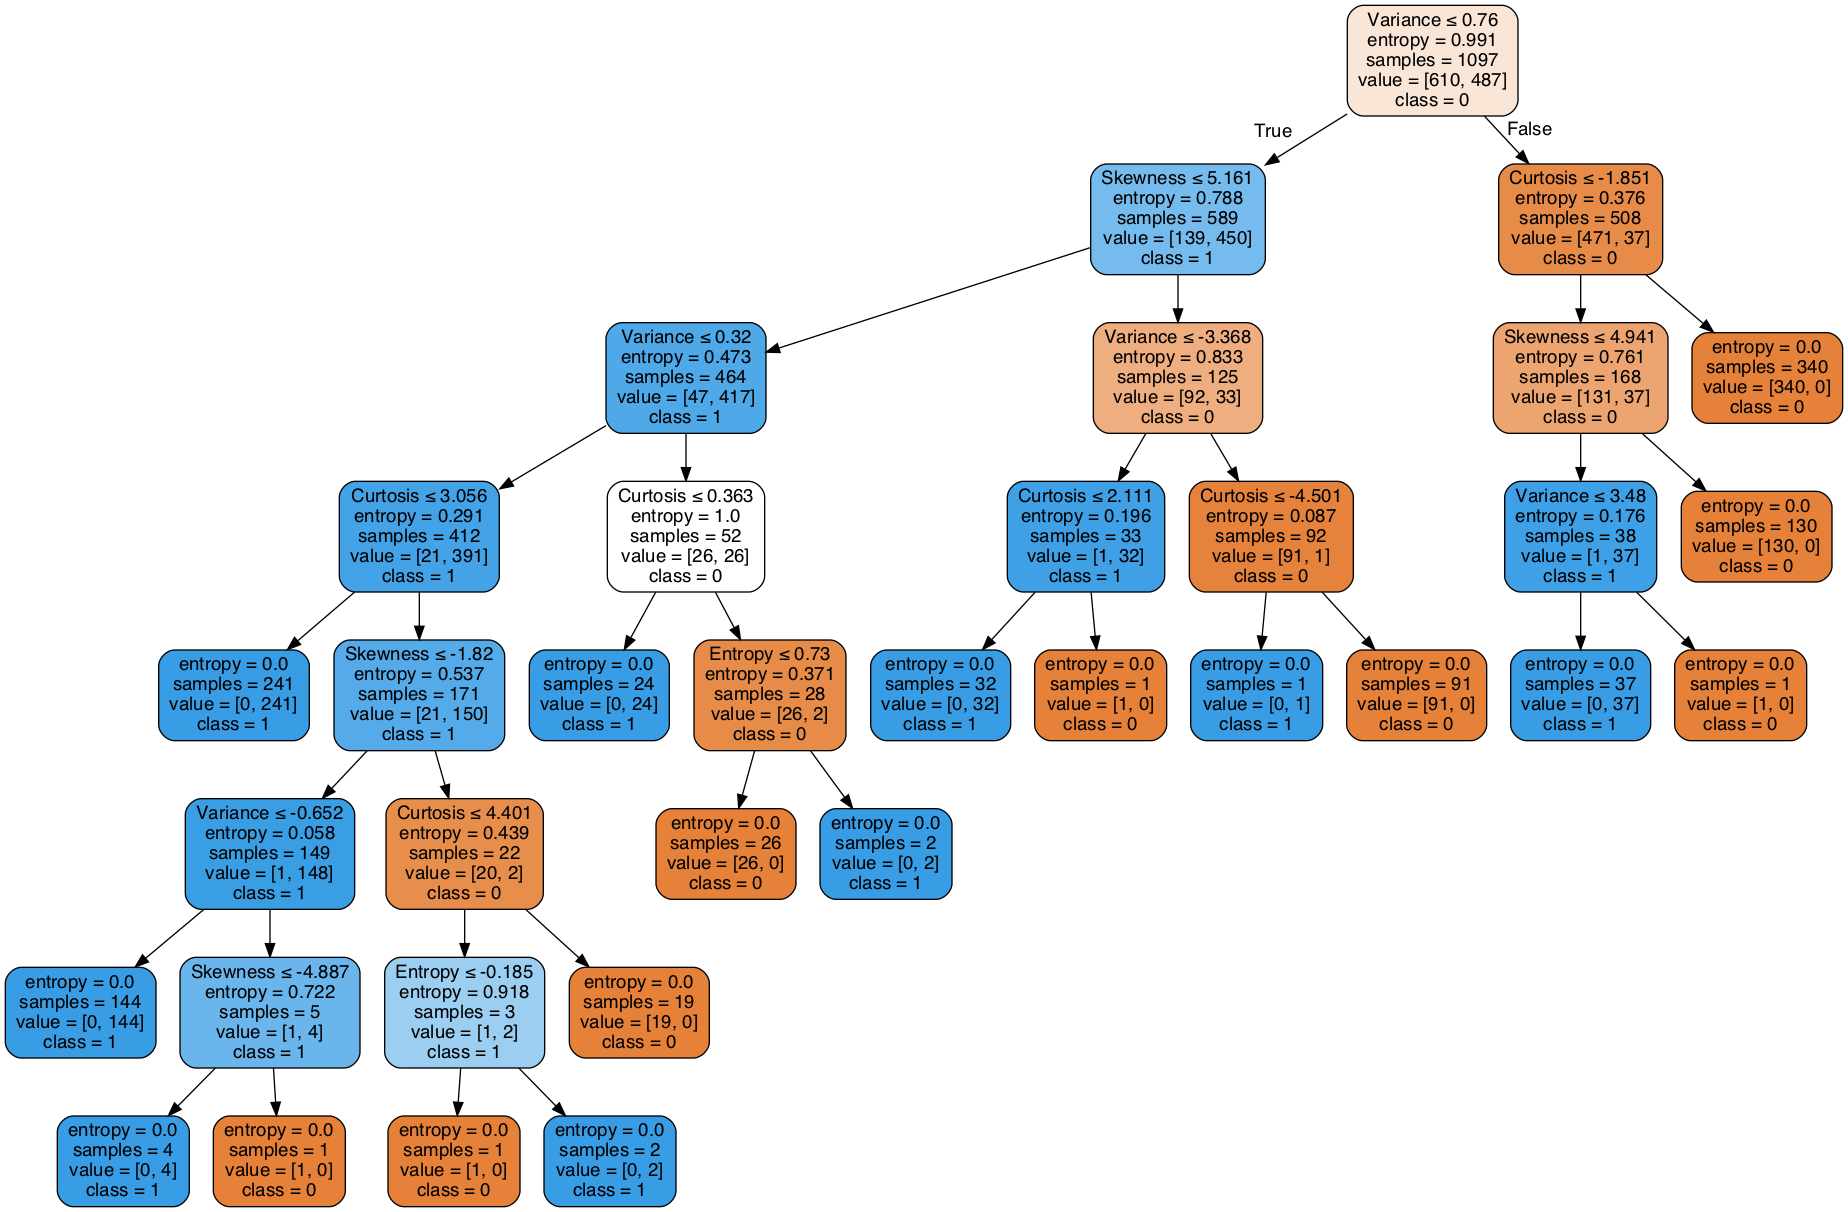 Variance ≤ 0.76
entropy = 0.991
samples = 1097
value = [610, 487]
class = 0
True
False
Skewness ≤ 5.161
entropy = 0.788
samples = 589
value = [139, 450]
class = 1
Curtosis ≤ -1.851
entropy = 0.376
samples = 508
value = [471, 37]
class = 0
Variance ≤ 0.32
entropy = 0.473
samples = 464
value = [47, 417]
class = 1
Variance ≤ -3.368
entropy = 0.833
samples = 125
value = [92, 33]
class = 0
Skewness ≤ 4.941
entropy = 0.761
samples = 168
value = [131, 37]
class = 0
entropy = 0.0
samples = 340
value = [340, 0]
class = 0
Curtosis ≤ 3.056
entropy = 0.291
samples = 412
value = [21, 391]
class = 1
Curtosis ≤ 0.363
entropy = 1.0
samples = 52
value = [26, 26]
class = 0
Curtosis ≤ 2.111
entropy = 0.196
samples = 33
value = [1, 32]
class = 1
Curtosis ≤ -4.501
entropy = 0.087
samples = 92
value = [91, 1]
class = 0
Variance ≤ 3.48
entropy = 0.176
samples = 38
value = [1, 37]
class = 1
entropy = 0.0
samples = 130
value = [130, 0]
class = 0
entropy = 0.0
samples = 241
value = [0, 241]
class = 1
Skewness ≤ -1.82
entropy = 0.537
samples = 171
value = [21, 150]
class = 1
entropy = 0.0
samples = 24
value = [0, 24]
class = 1
Entropy ≤ 0.73
entropy = 0.371
samples = 28
value = [26, 2]
class = 0
entropy = 0.0
samples = 32
value = [0, 32]
class = 1
entropy = 0.0
samples = 1
value = [1, 0]
class = 0
entropy = 0.0
samples = 1
value = [0, 1]
class = 1
entropy = 0.0
samples = 91
value = [91, 0]
class = 0
entropy = 0.0
samples = 37
value = [0, 37]
class = 1
entropy = 0.0
samples = 1
value = [1, 0]
class = 0
Variance ≤ -0.652
entropy = 0.058
samples = 149
value = [1, 148]
class = 1
Curtosis ≤ 4.401
entropy = 0.439
samples = 22
value = [20, 2]
class = 0
entropy = 0.0
samples = 26
value = [26, 0]
class = 0
entropy = 0.0
samples = 2
value = [0, 2]
class = 1
entropy = 0.0
samples = 144
value = [0, 144]
class = 1
Skewness ≤ -4.887
entropy = 0.722
samples = 5
value = [1, 4]
class = 1
Entropy ≤ -0.185
entropy = 0.918
samples = 3
value = [1, 2]
class = 1
entropy = 0.0
samples = 19
value = [19, 0]
class = 0
entropy = 0.0
samples = 4
value = [0, 4]
class = 1
entropy = 0.0
samples = 1
value = [1, 0]
class = 0
entropy = 0.0
samples = 1
value = [1, 0]
class = 0
entropy = 0.0
samples = 2
value = [0, 2]
class = 1